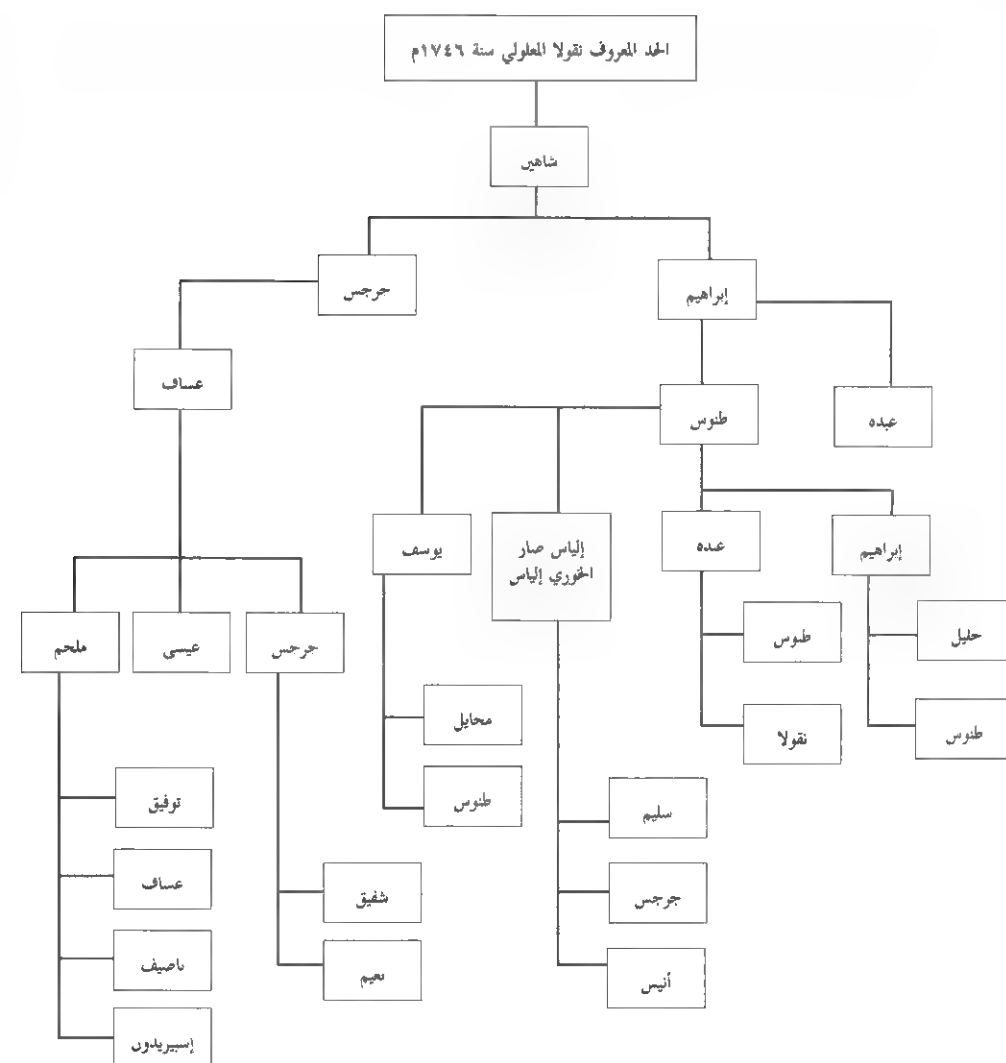 الجد المعروف نقولا المعلولي سنة ١٧٤٦م
شاهين
جرجس
إبراهيم
عساف
طنوس
عبده
يوسف
إلياس صار
الخوري إلياس
عبده
إبراهيم
ملحم
عيسى
جرجس
طنوس
خليل
مخايل
نقولا
طنوس
توفيق
طنوس
سليم
عساف
شفيق
جرجس
ناصيف
نعيم
أنيس
إسبيريدون